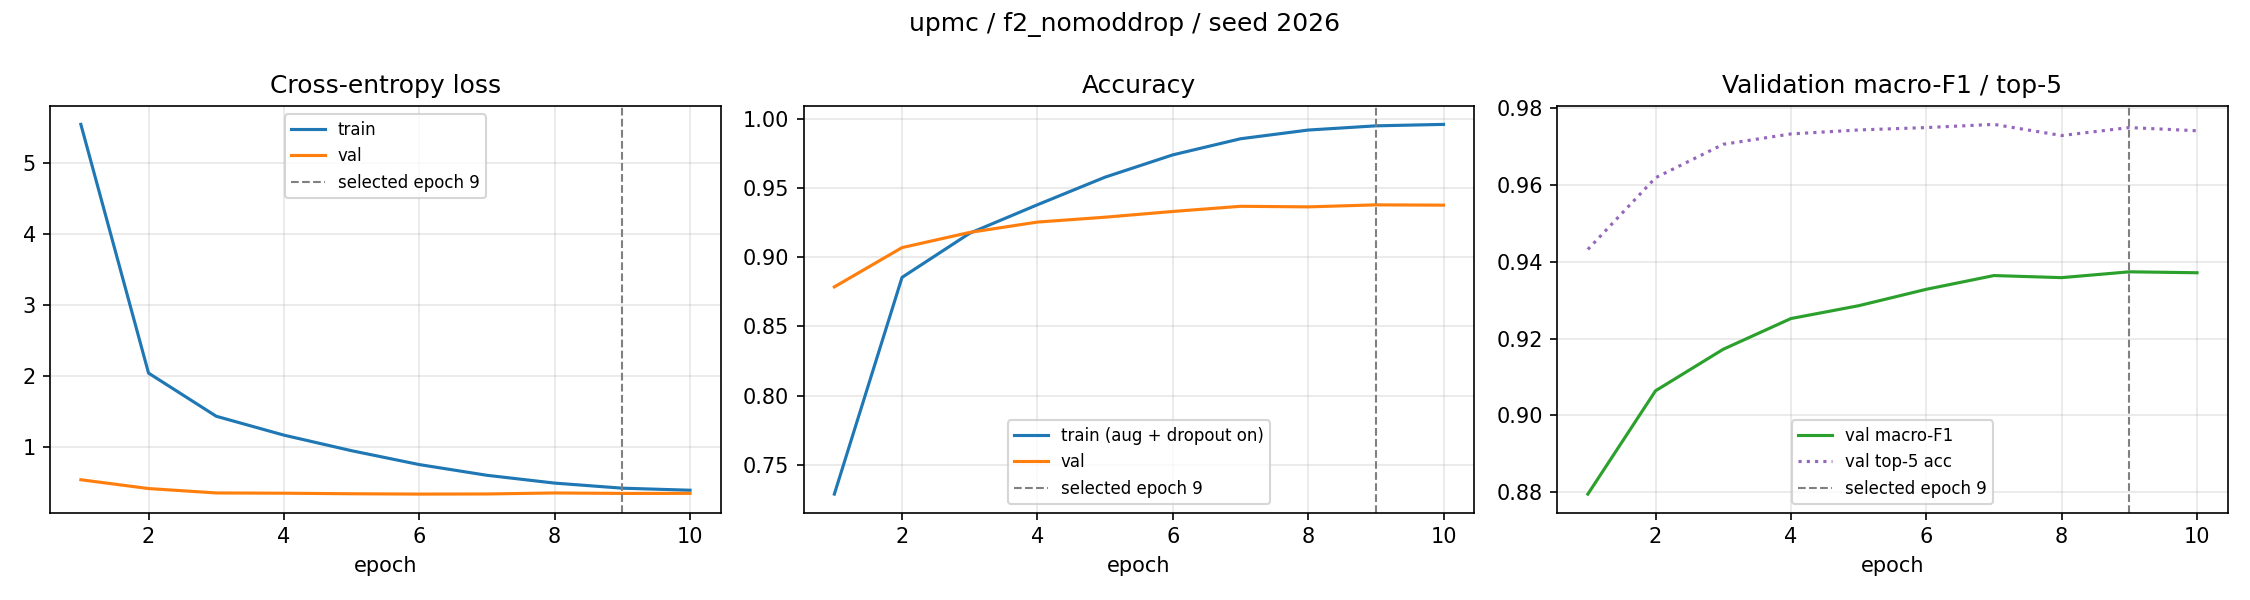 upmc / f2_nomoddrop / seed 2026
Cross-entropy loss
5
4
3
2
1
train
val
selected epoch 9
2 4 6 8 10
epoch
Accuracy
1.00
0.95
0.90
0.85
0.80
0.75
train (aug + dropout on)
val
selected epoch 9
2 4 6 8 10
epoch
Validation macro-F1 / top-5
0.98
0.96
0.94
0.92
0.90
0.88
val macro-F1
val top-5 acc
selected epoch 9
2 4 6 8 10
epoch